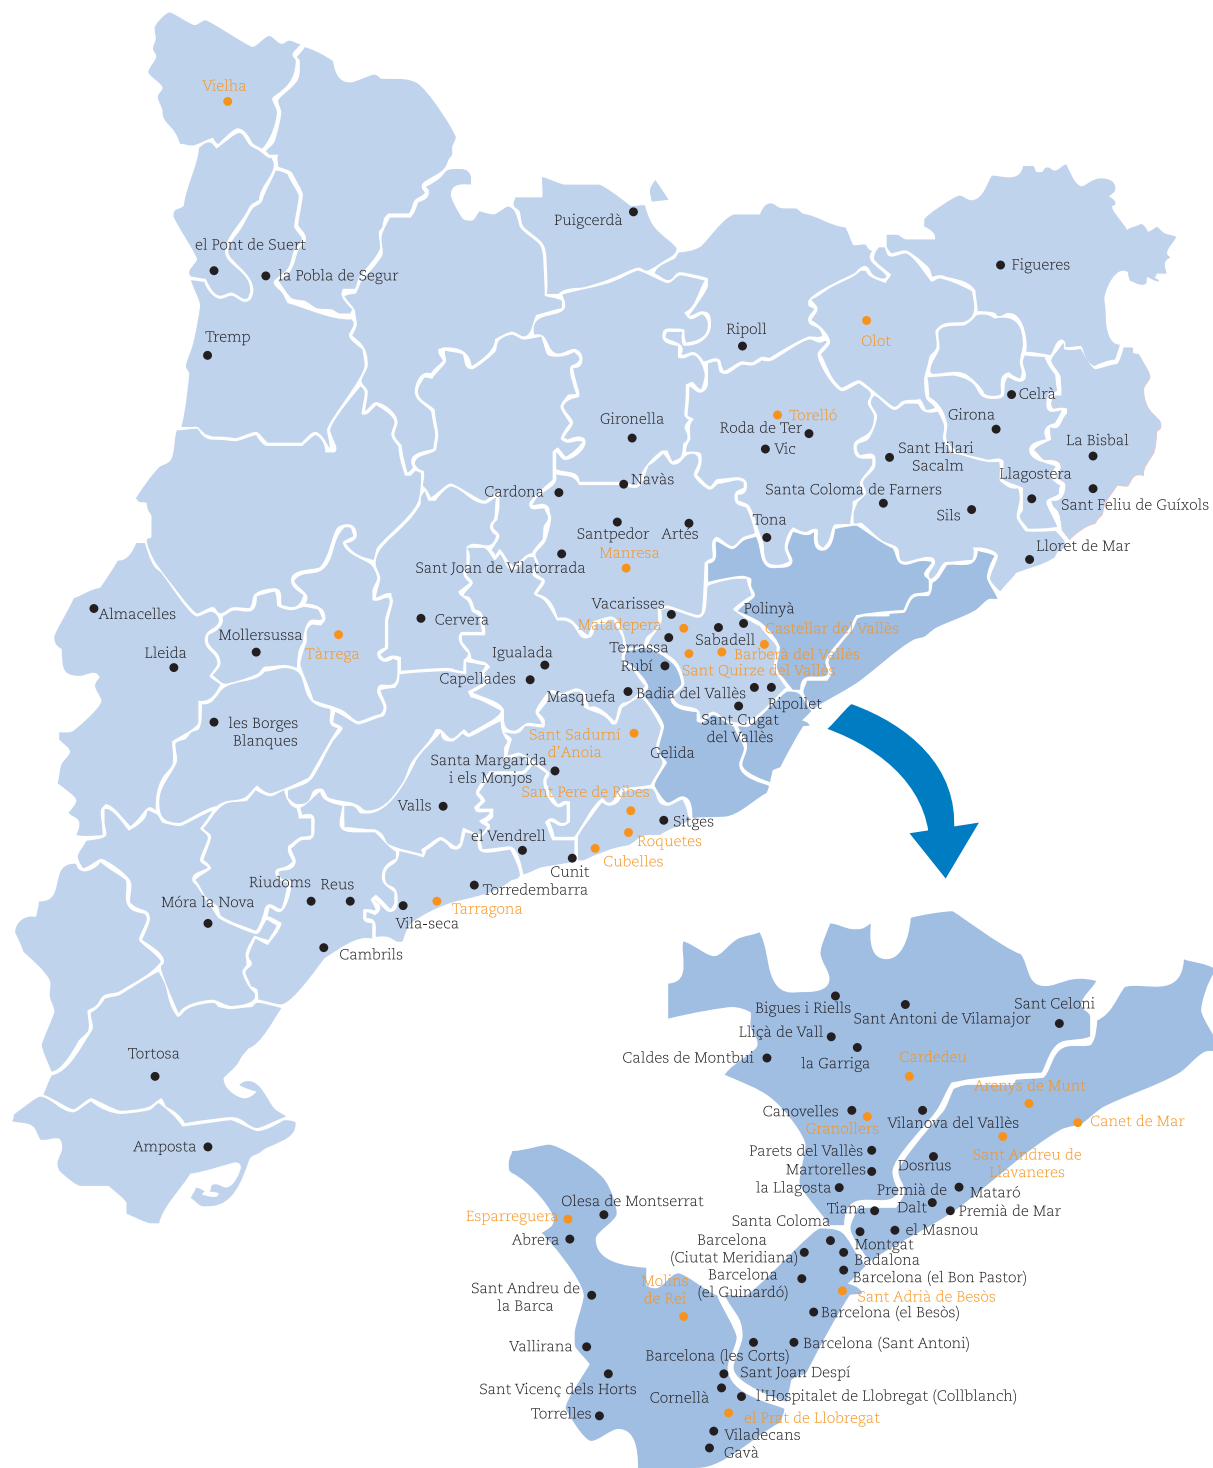 Vielha
Puigcerdà
el Pont de Suert
la Pobla de Segur
Figueres
Tremp
Ripoll
Olot
Celrà
Girona
Gironella
Torelló
Roda de Ter
Vic
Sant Hilari
Sacalm
La Bisbal
Llagostera
Navàs
Cardona
Santa Coloma de Farners
Sant Feliu de Guíxols
Sils
Tona
Santpedor
Artés
Manresa
Lloret de Mar
Sant Joan de Vilatorrada
Almacelles
Vacarisses
Polinyà
Cervera
Matadepera
Castellar del Vallès
Mollersussa
Sabadell
Terrassa
Tàrrega
Lleida
Igualada
Barberà del Vallès
Rubí
Sant Quirze del Vallès
Capellades
Masquefa
Badia del Vallès
Ripollet
les Borges
Blanques
Sant Cugat
del Vallès
Sant Sadurní
d'Anoia
Gelida
Santa Margarida
i els Monjos
Sant Pere de Ribes
Valls
Sitges
el Vendrell
Roquetes
Cubelles
Cunit
Riudoms
Reus
Torredembarra
Móra la Nova
Tarragona
Vila-seca
Cambrils
Tortosa
Amposta
Bigues i Riells
Sant Antoni de Vilamajor
Sant Celoni
Lliçà de Vall
Caldes de Montbui
la Garriga
Cardedeu
Arenys de Munt
Canovelles
Granollers
Vilanova del Vallès
Canet de Mar
Parets del Vallès
Sant Andreu de
Llavaneres
Martorelles
Dosrius
la Llagosta
Premià de
Dalt
Mataró
Tiana
Premià de Mar
Santa Coloma
el Masnou
Montgat
Barcelona
(Ciutat Meridiana)
Badalona
Barcelona
(el Guinardó)
Barcelona (el Bon Pastor)
Sant Adrià de Besòs
Barcelona (el Besòs)
Olesa de Montserrat
Esparreguera
Abrera
Molins
de Rei
Sant Andreu de
la Barca
Vallirana
Barcelona (Sant Antoni)
Barcelona (les Corts)
Sant Joan Despí
Sant Vicenç dels Horts
Cornellà
l'Hospitalet de Llobregat (Collblanch)
Torrelles
el Prat de Llobregat
Viladecans
Gavà